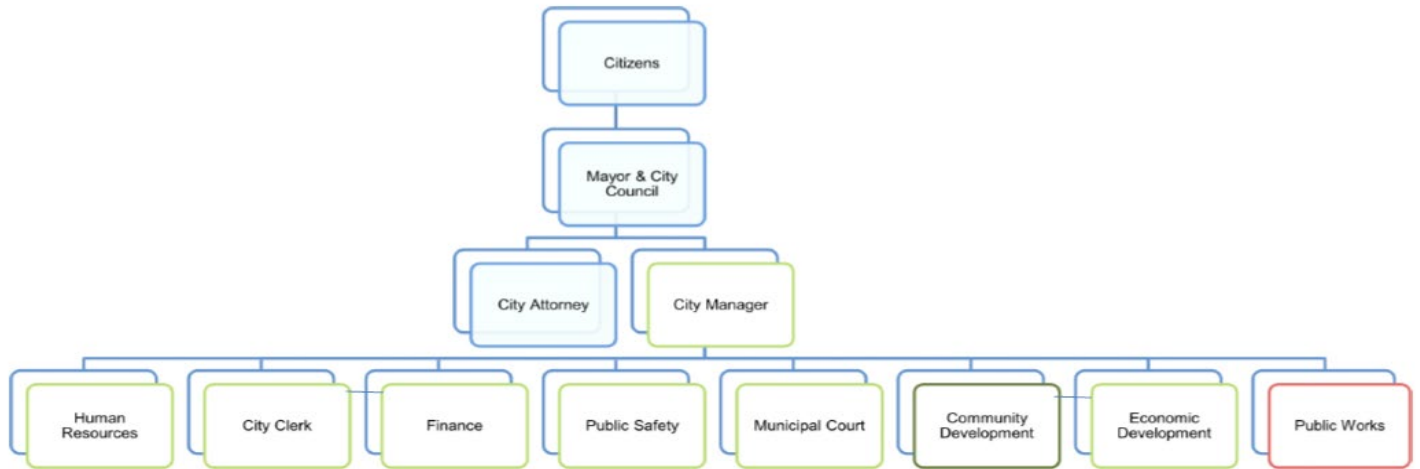 Citizens
Mayor & City
Council
City Attorney
City Manager
Human
Resources
City Clerk
Finance
Public Safety
Municipal Court
Community
Development
Economic
Development
Public Works